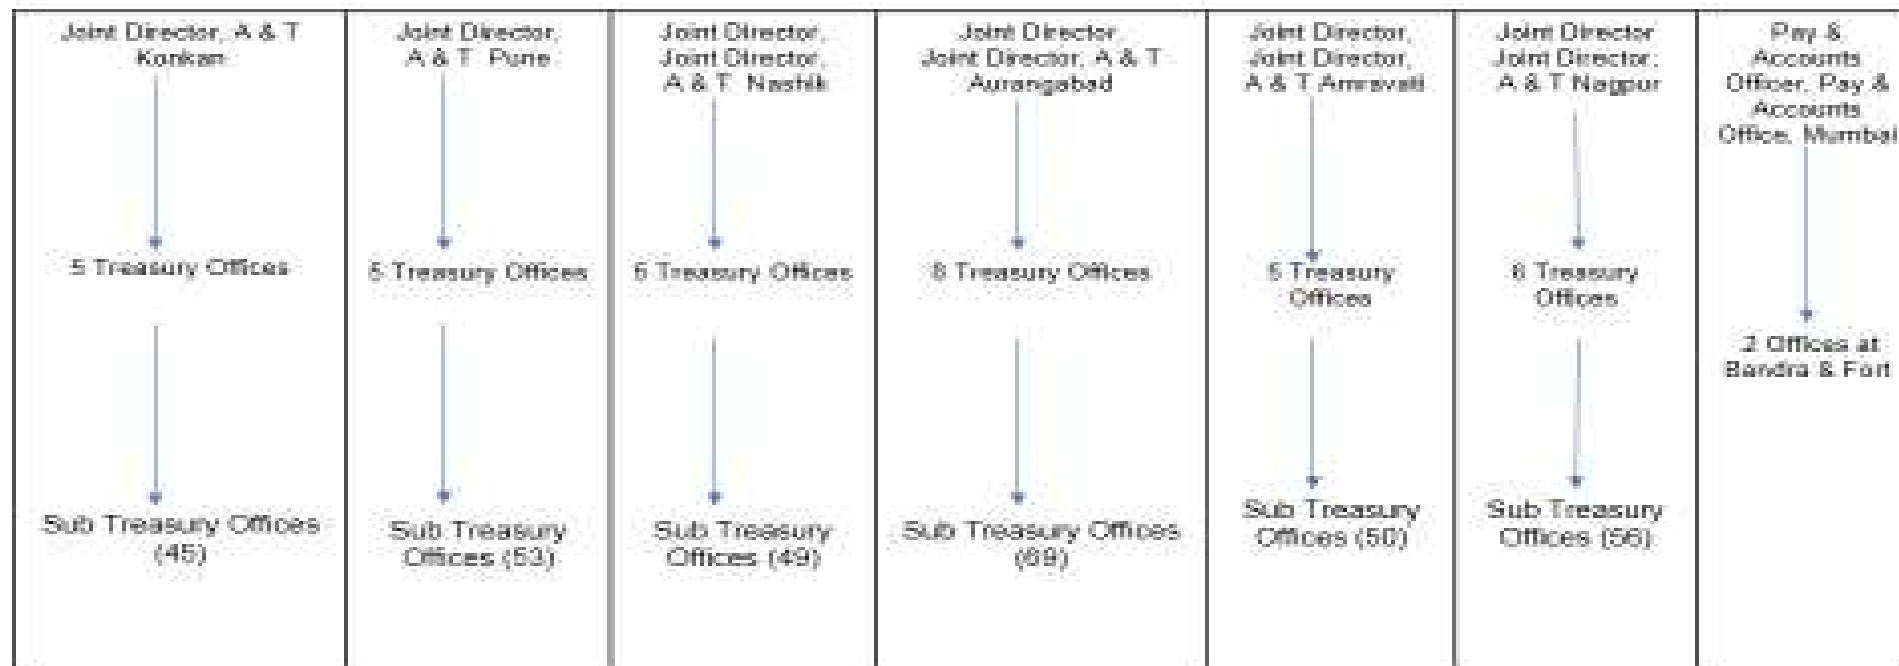 Joint Director, A & T
Konkan
5 Treasury Offices
Sub Treasury Offices
(45)
Joint Director,
A & T Pune
5 Treasury Offices
Sub Treasury
Offices (53)
Joint Director,
Joint Director,
A & T Nashik
5 Treasury Offices
Sub Treasury
Offices (49)
Joint Director,
Joint Director, A & T
Aurangabad
8 Treasury Offices
Sub Treasury Offices
(69)
Joint Director,
Joint Director,
A & T Amravati
5 Treasury
Offices
Sub Treasury
Offices (50)
Joint Director
Joint Director,
A & T Nagpur
6 Treasury
Offices
Sub Treasury
Offices (56)
Pay &
Accounts
Officer, Pay &
Accounts
Office, Mumbai
2 Offices at
Bandra & Fort